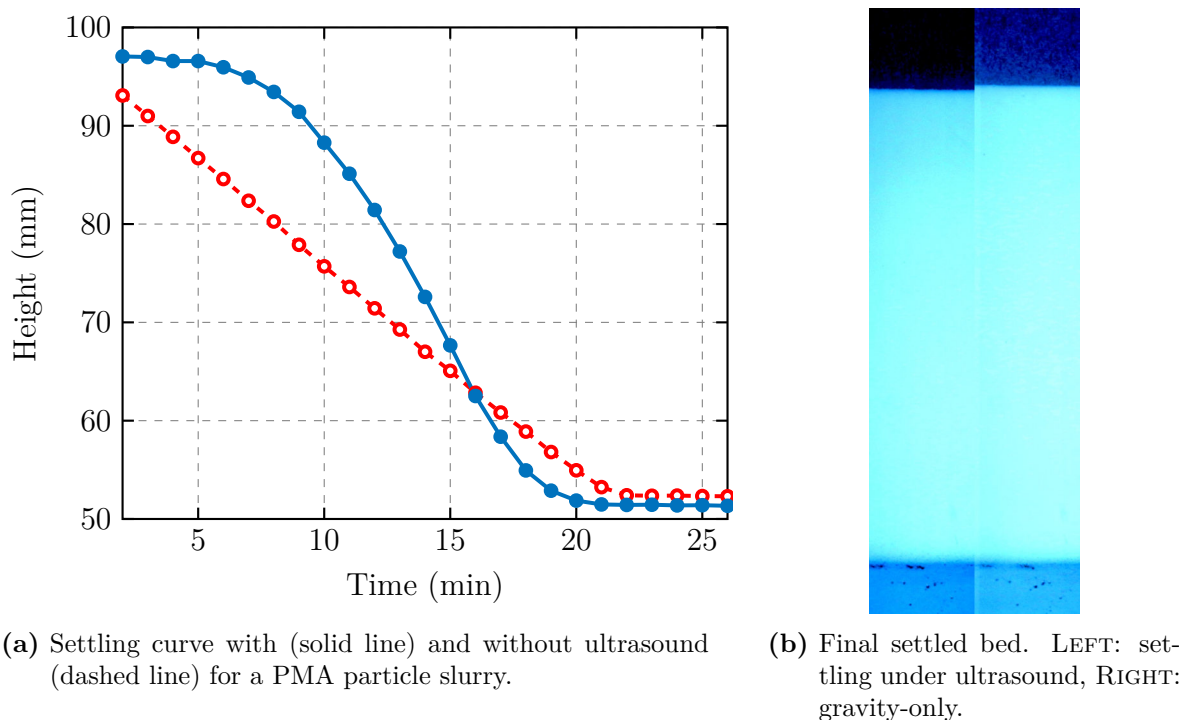 100
90
80
70
60
50
Height (mm)
5
10
15
20
25
Time (min)
(a) Settling curve with (solid line) and without ultrasound
(dashed line) for a PMA particle slurry.
(b) Final settled bed. LEFT: set-
tling under ultrasound, RIGHT:
gravity-only.